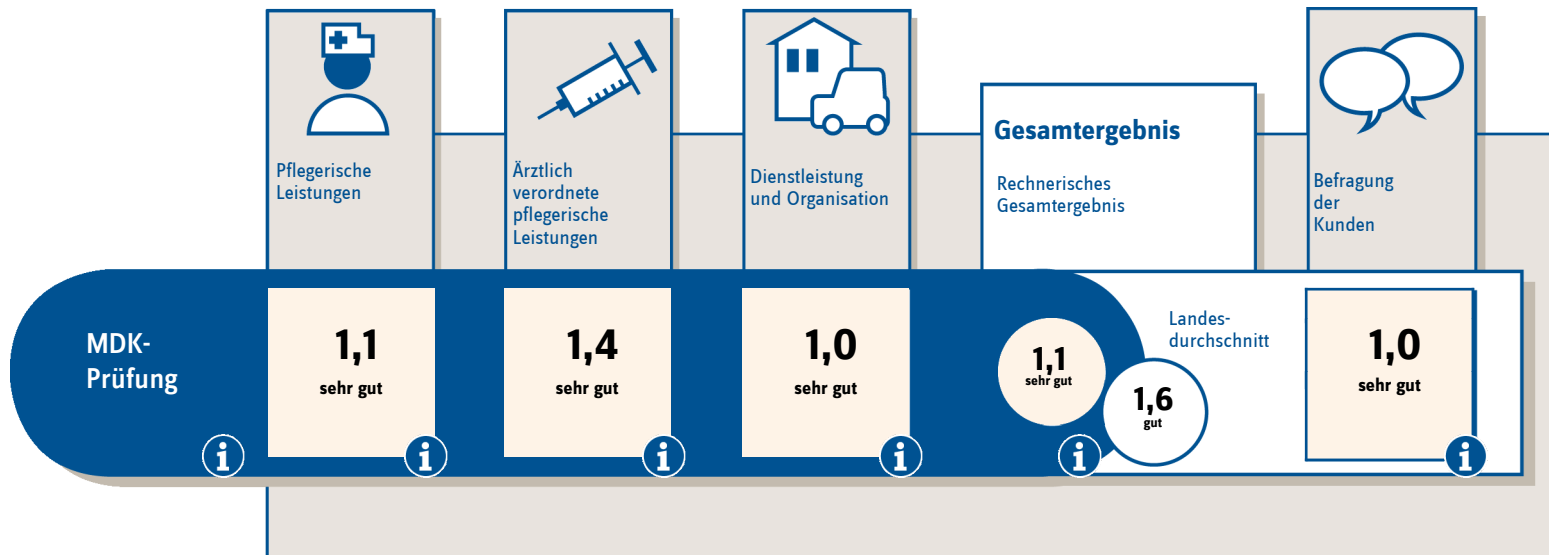 Pflegerische
Leistungen
Ärztlich
verordnete
pflegerische
Leistungen
Dienstleistung
und Organisation
Gesamtergebnis
Rechnerisches
Gesamtergebnis
Befragung
der
Kunden
MDK-
Prüfung
1,1
sehr gut
1,4
sehr gut
1,0
sehr gut
1,1
sehr gut
Landes-
durchschnitt
1,6
gut
1,0
sehr gut
i
i
i
i
i
i